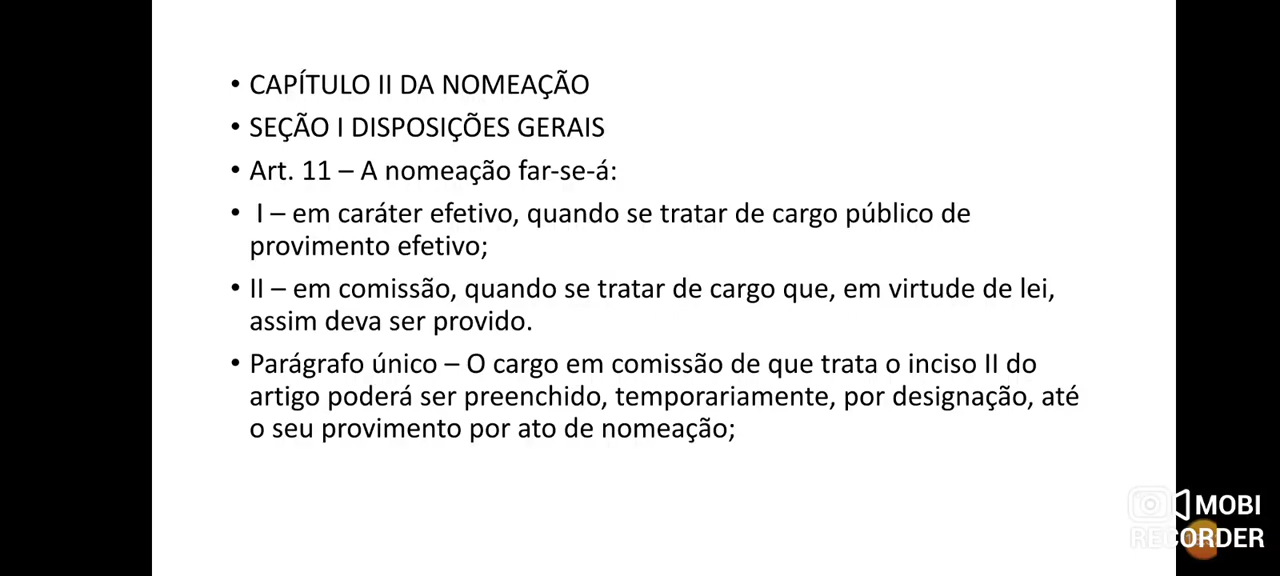 • CAPÍTULO II DA NOMEAÇÃO
• SEÇÃO I DISPOSIÇÕES GERAIS
• Art. 11 – A nomeação far-se-á:
• I – em caráter efetivo, quando se tratar de cargo público de
provimento efetivo;
• II – em comissão, quando se tratar de cargo que, em virtude de lei,
assim deva ser provido.
• Parágrafo único – O cargo em comissão de que trata o inciso II do
artigo poderá ser preenchido, temporariamente, por designação, até
o seu provimento por ato de nomeação;
MOBI
RECORDER